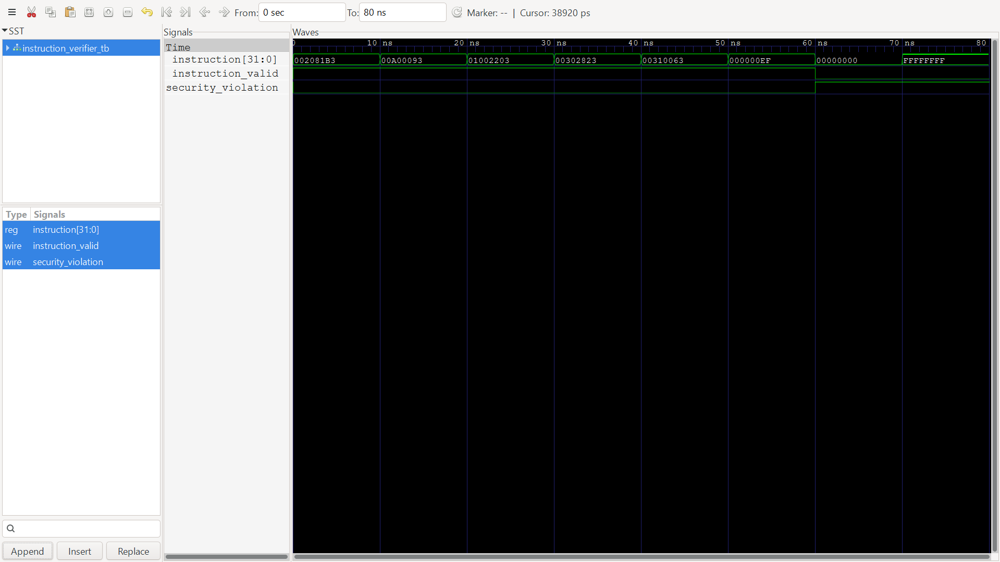 From: 0 sec To: 80 ns Marker: -- | Cursor: 38920 ps
SST
instruction_verifier_tb
Type Signals
reg instruction[31:0]
wire instruction_valid
wire security_violation
Append Insert Replace
Signals
Time
instruction[31:0]
instruction_valid
security_violation
Waves
0 10 ns 20 ns 30 ns 40 ns 50 ns 60 ns 70 ns 80
002081B3 00A00093 01002203 00302823 00310063 000000EF 00000000 FFFFFFFF